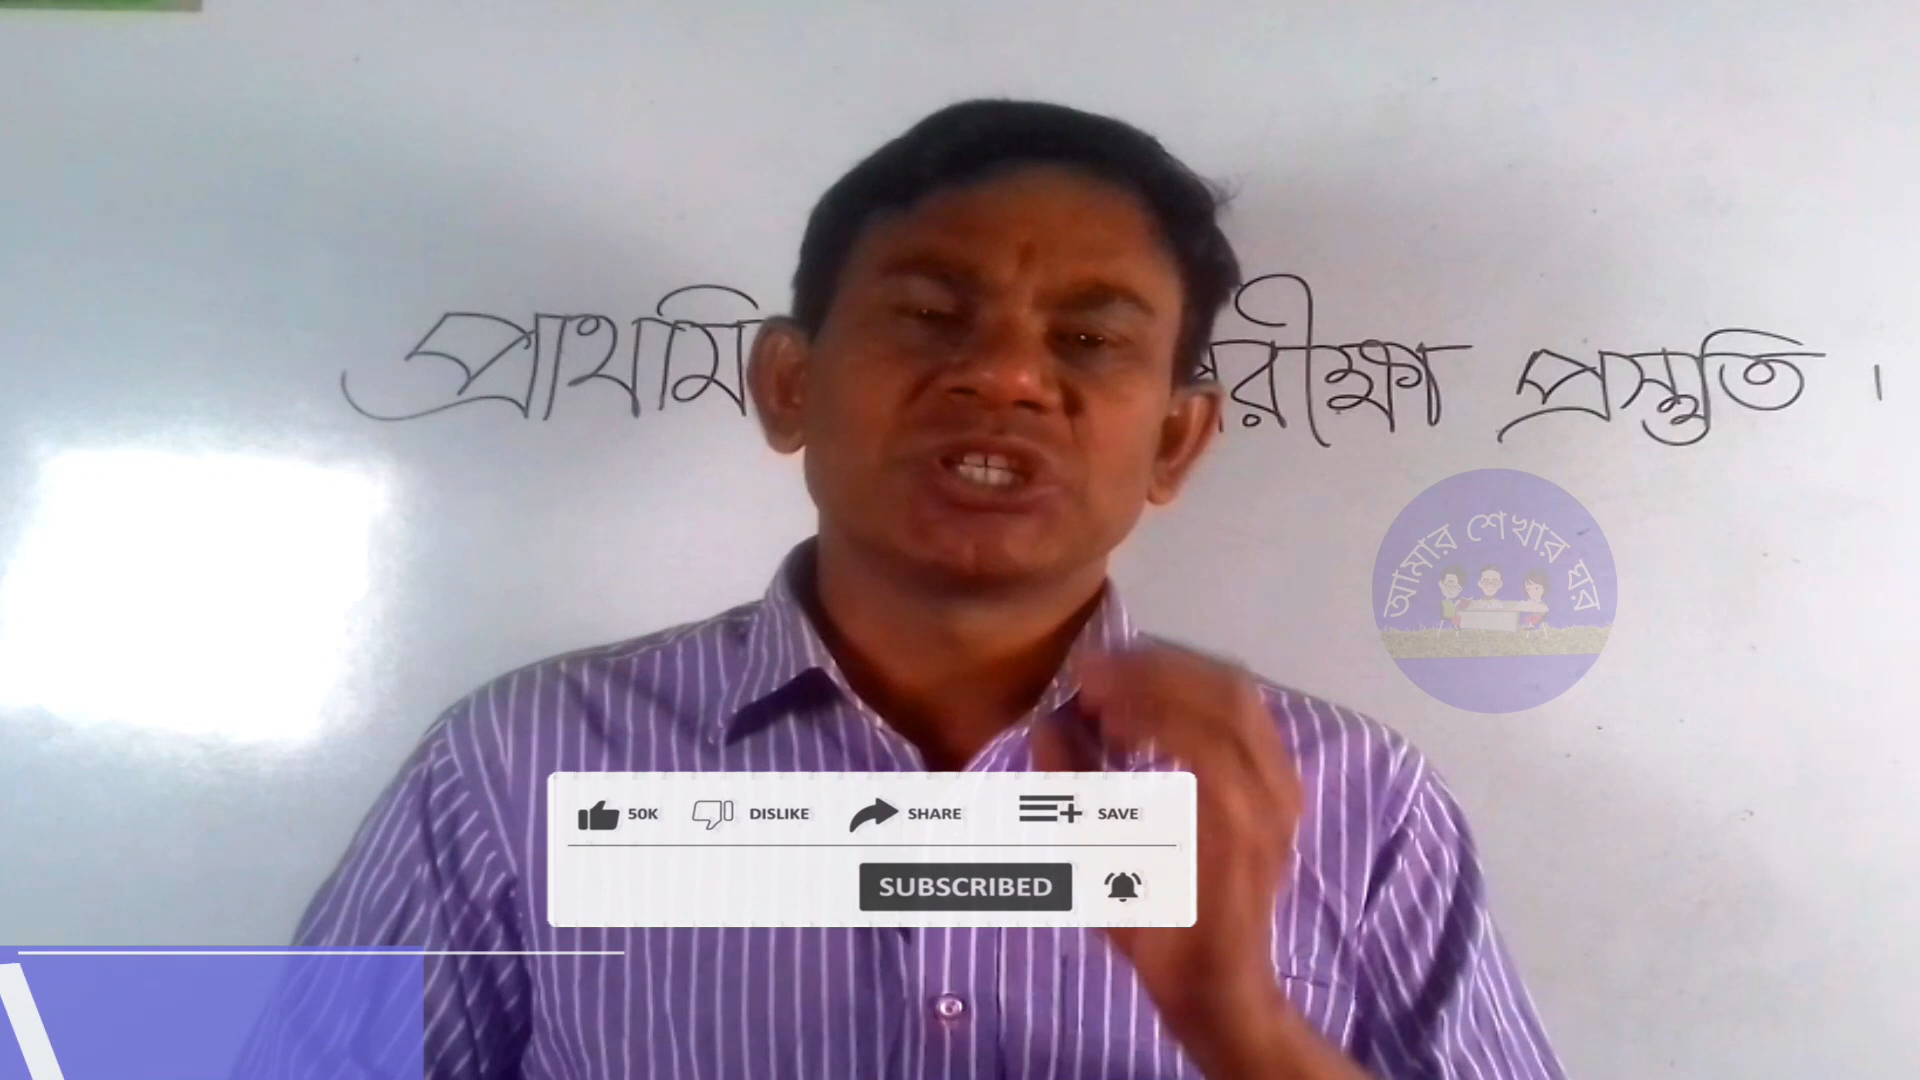 প্রাথমি রীক্ষা প্রস্তুতি ।
আমার শেখার ঘর
50K DISLIKE SHARE SAVE
SUBSCRIBED